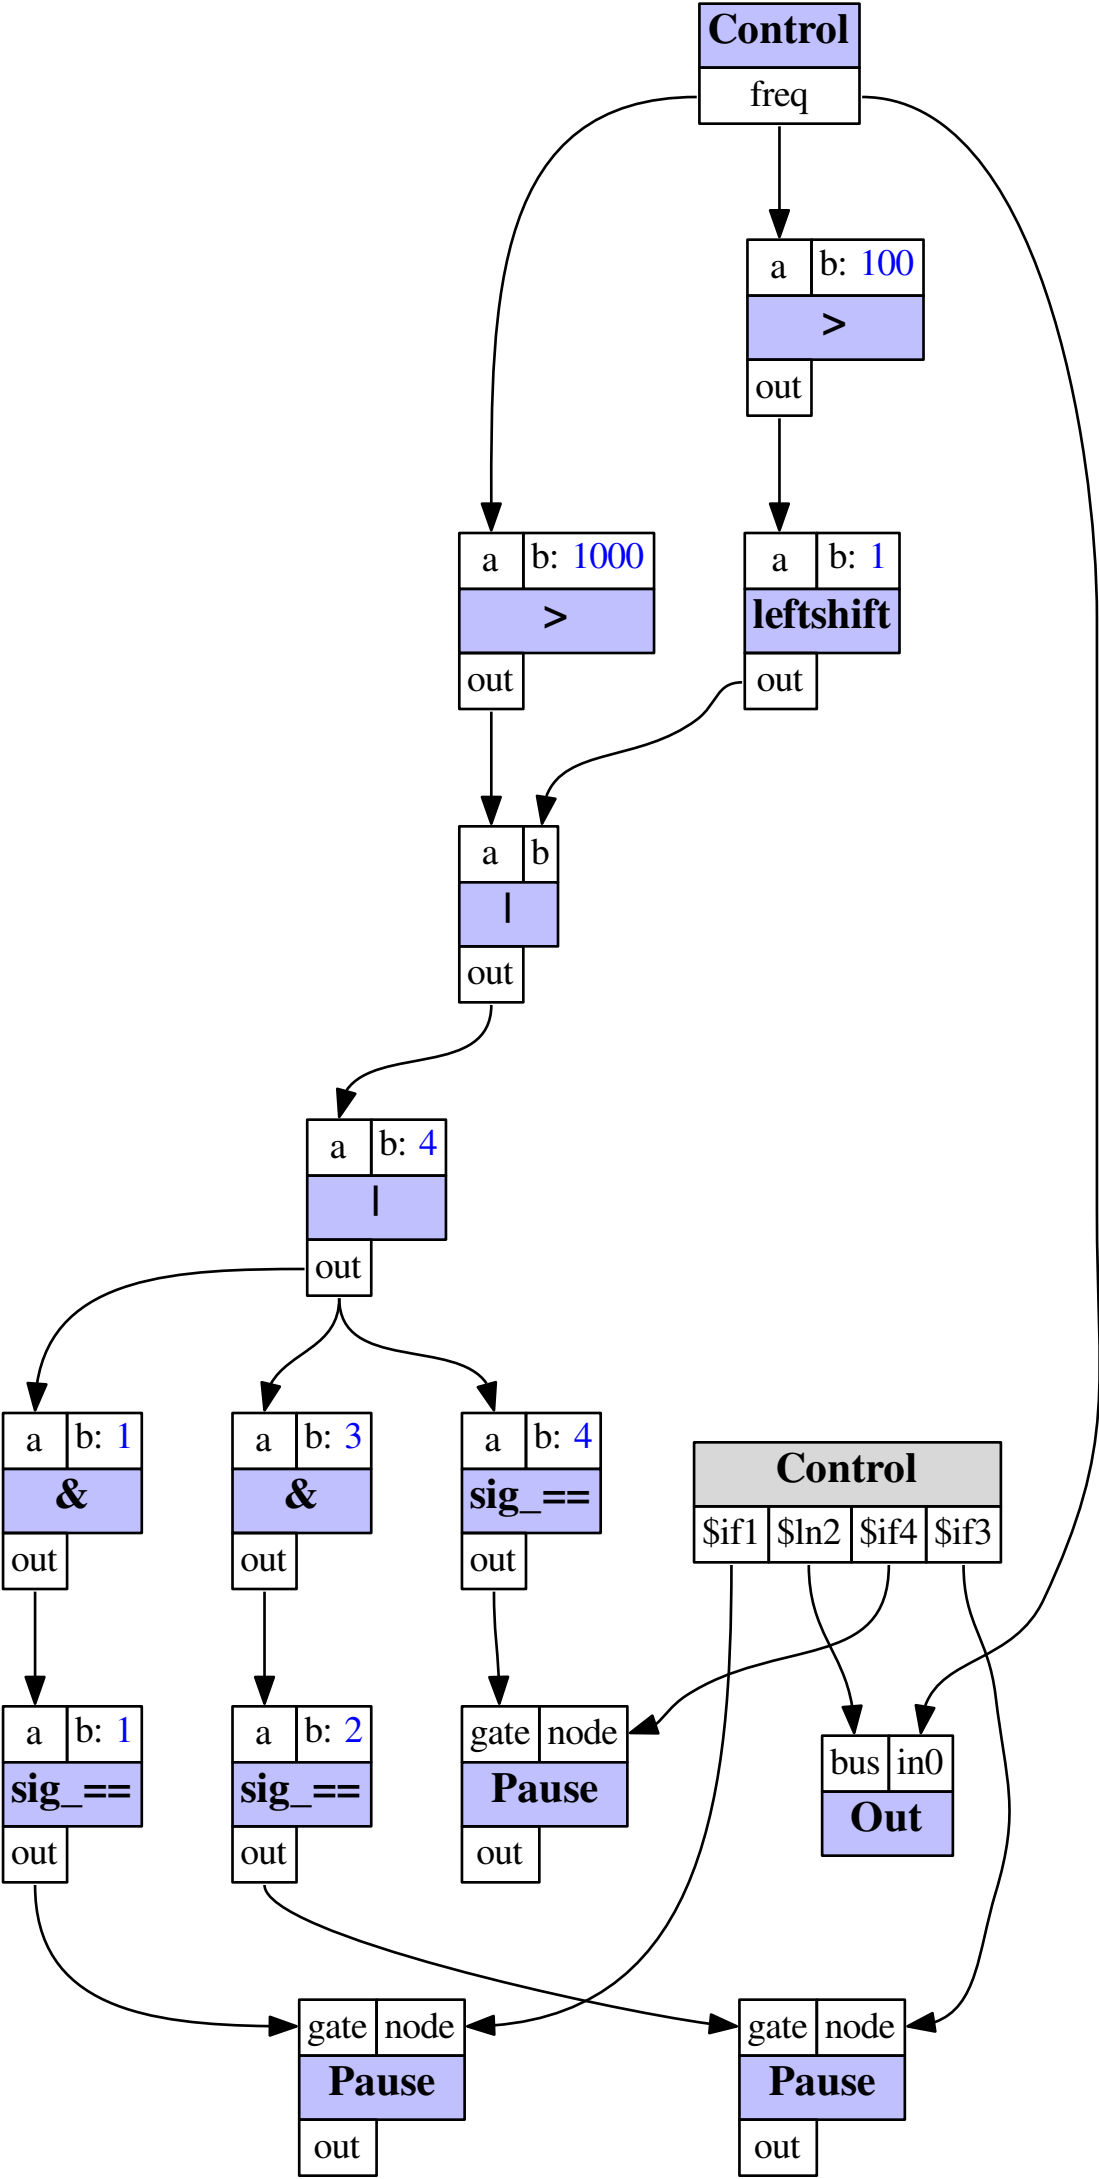 Control
freq
a b: 100
>
out
a b: 1000
>
out
a b: 1
leftshift
out
a b
|
out
a b: 4
|
out
a b: 1
&
out
a b: 3
&
out
a b: 4
sig_==
out
Control
$if1 $ln2 $if4 $if3
a b: 1
sig_==
out
a b: 2
sig_==
out
gate node
Pause
out
bus in0
Out
gate node
Pause
out
gate node
Pause
out